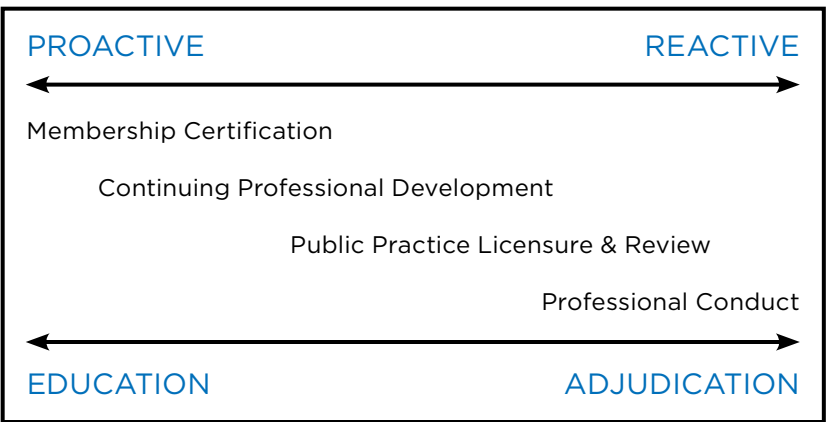 PROACTIVE REACTIVE
Membership Certification
Continuing Professional Development
Public Practice Licensure & Review
Professional Conduct
EDUCATION ADJUDICATION